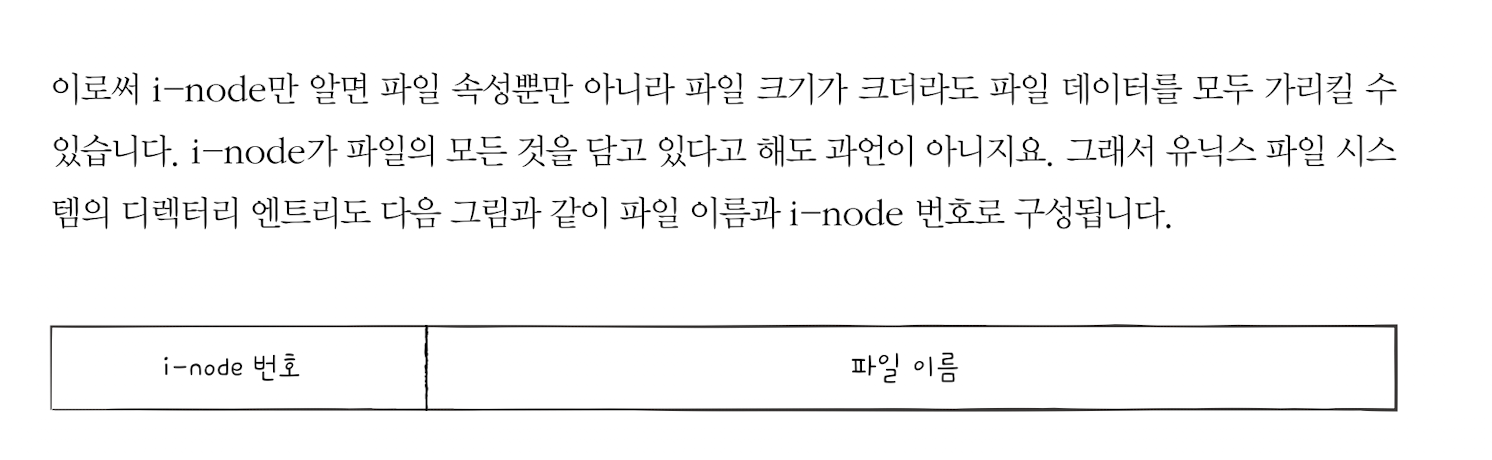 이로써 i-node만 알면 파일 속성뿐만 아니라 파일 크기가 크더라도 파일 데이터를 모두 가리킬 수
있습니다. i-node가 파일의 모든 것을 담고 있다고 해도 과언이 아니지요. 그래서 유닉스 파일 시스
템의 디렉터리 엔트리도 다음 그림과 같이 파일 이름과 i-node 번호로 구성됩니다.
i-node 번호
파일 이름